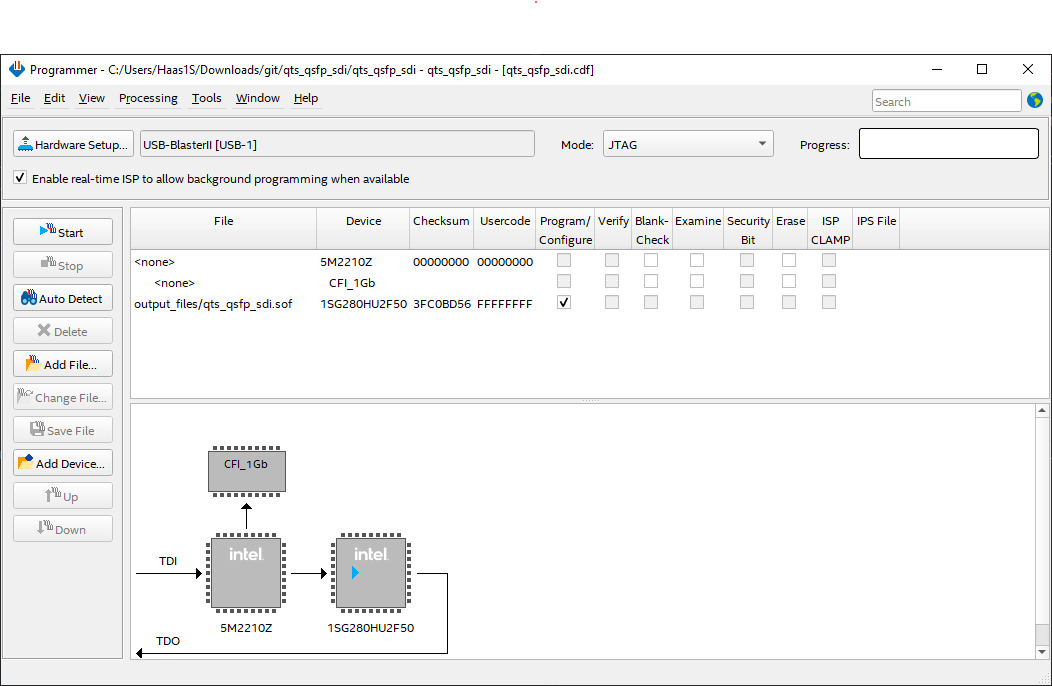 Programmer - C:/Users/Haas1S/Downloads/git/qts_qsfp_sdi/qts_qsfp_sdi - qts_qsfp_sdi - [qts_qsfp_sdi.cdf]
File Edit View Processing Tools Window Help
Search
Hardware Setup... USB-BlasterII [USB-1] Mode: JTAG Progress:
Enable real-time ISP to allow background programming when available
Start
Stop
Auto Detect
Delete
Add File...
Change File...
Save File
Add Device...
Up
Down
File Device Checksum Usercode Program/ Verify Blank- Examine Security Erase ISP IPS File
Configure Check Bit CLAMP
<none> 5M2210Z 00000000 00000000
<none> CFI_1Gb
output_files/qts_qsfp_sdi.sof 1SG280HU2F50 3FC0BD56 FFFFFFFF
CFI_1Gb
intel. intel.
TDI
5M2210Z 1SG280HU2F50
TDO